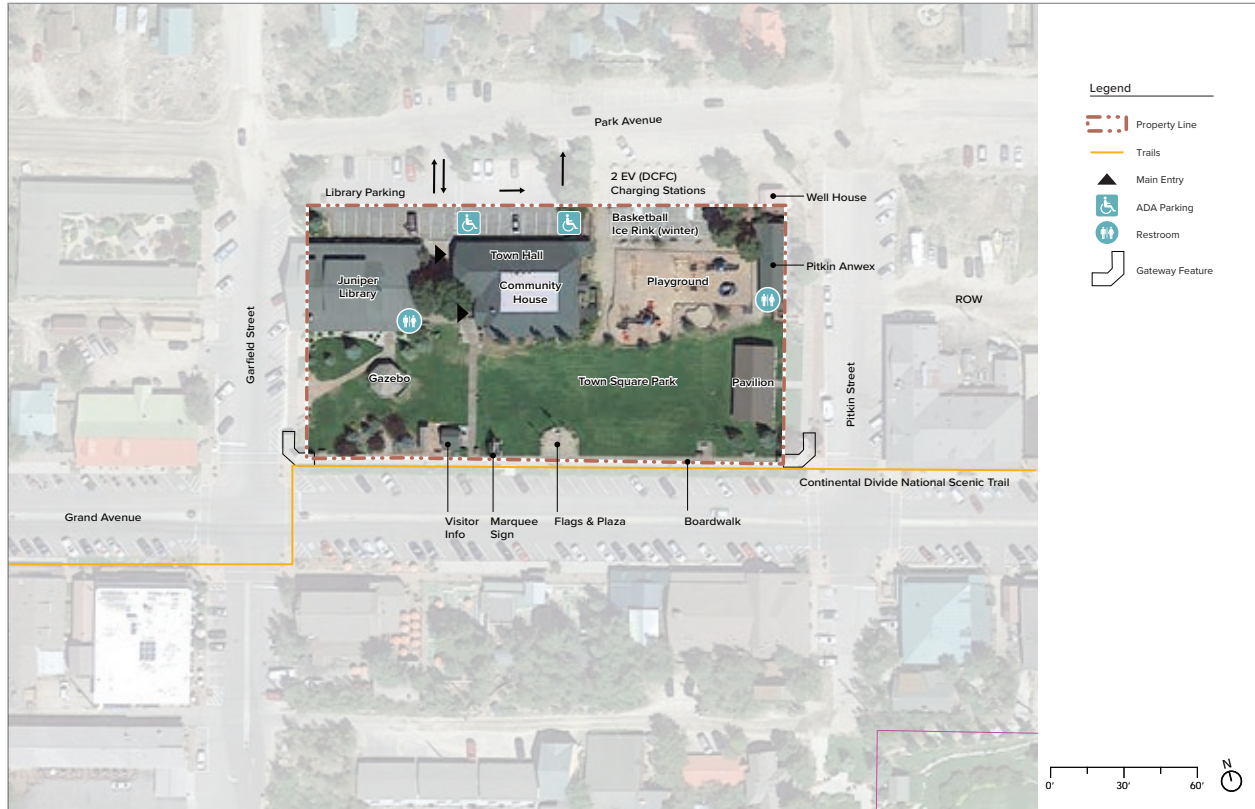 Park Avenue
Library Parking
2 EV (DCFC)
Charging Stations
Well House
Basketball
Ice Rink (winter)
Town Hall
Pitkin Anwex
Juniper
Library
Community
House
Playground
Garfield Street
ROW
Gazebo
Town Square Park
Pavilion
Pitkin Street
Continental Divide National Scenic Trail
Grand Avenue
Visitor
Info
Marquee
Sign
Flags & Plaza
Boardwalk
Legend
Property Line
Trails
Main Entry
ADA Parking
Restroom
Gateway Feature
N
0'
30'
60'